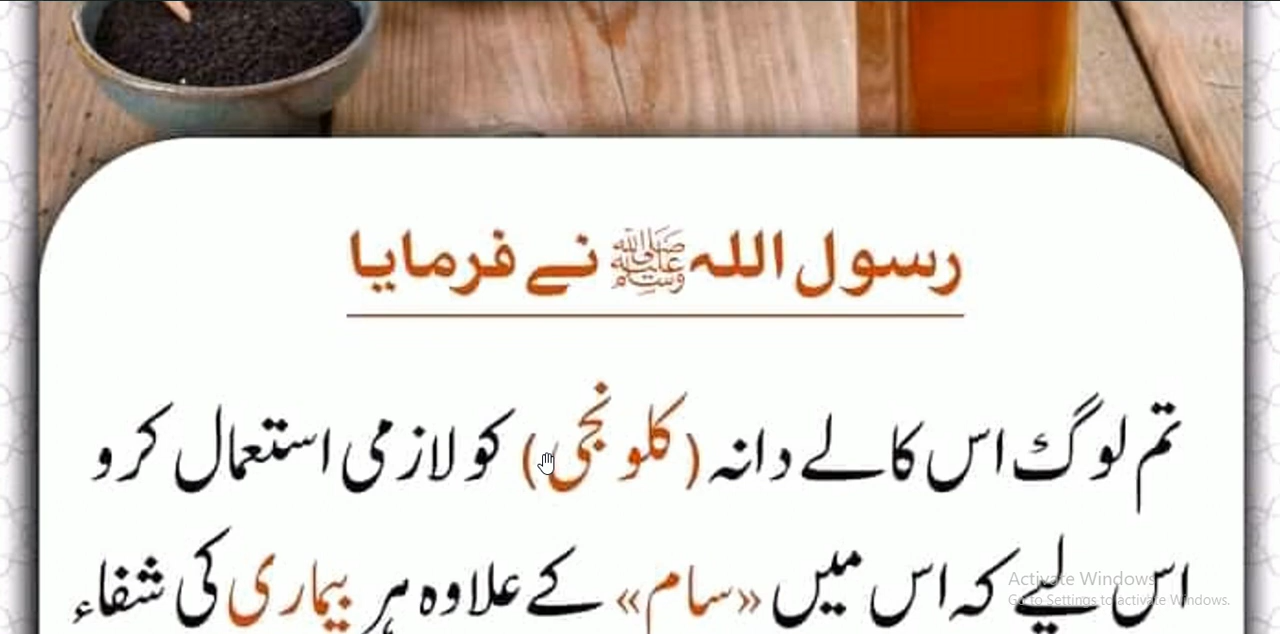 رسول اللہ ﷺ نے فرمایا
تم لوگ اس کالے دانہ (کلونجی) کو لازمی استعمال کرو
اس لیے کہ اس میں «سام» کے علاوہ ہر بیماری کی شفاء
Activate Windows
Go to Settings to activate Windows.